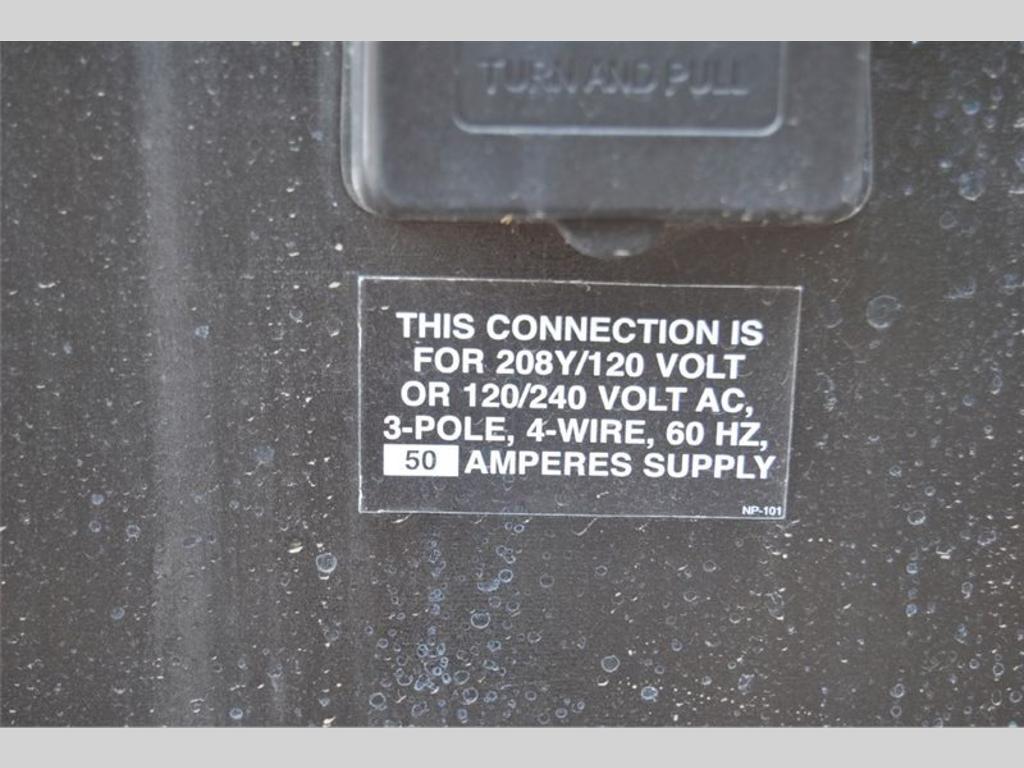 TURN AND PULL
THIS CONNECTION IS
FOR 208Y/120 VOLT
OR 120/240 VOLT AC,
3-POLE, 4-WIRE, 60 HZ,
50 AMPERES SUPPLY
NP-101